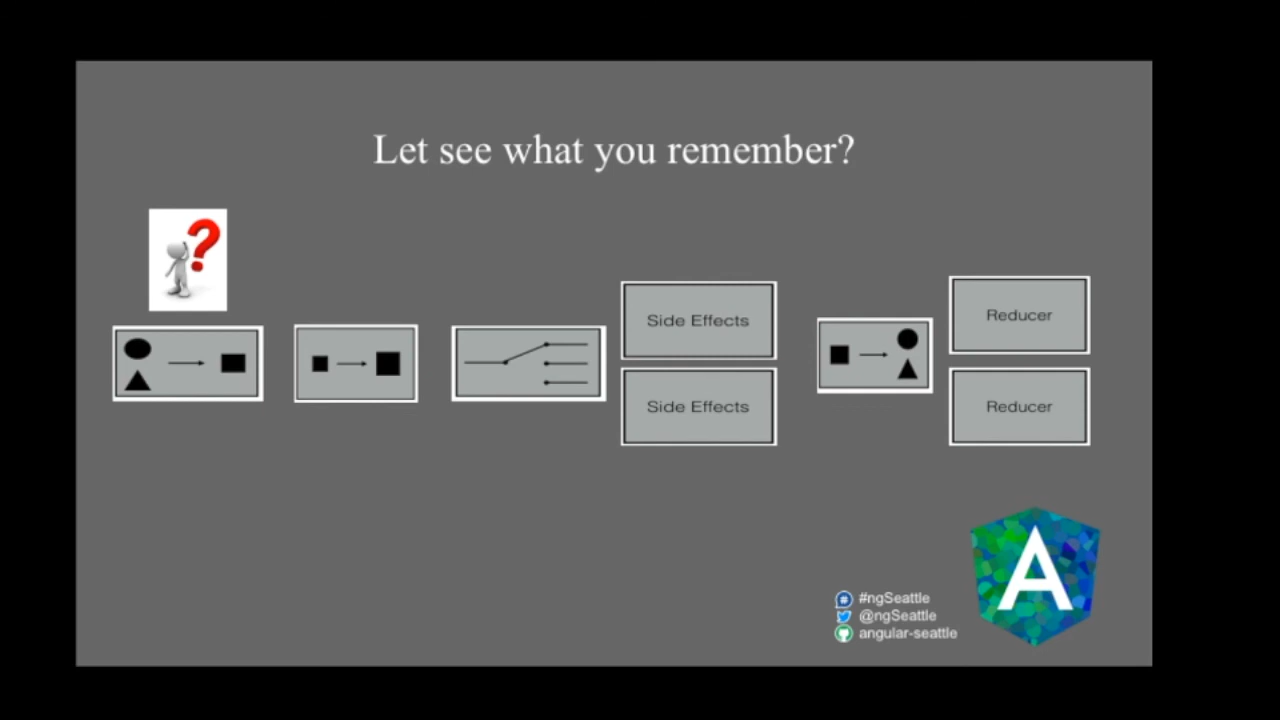 Let see what you remember?
?
Side Effects
Side Effects
Reducer
Reducer
#ngSeattle
@ngSeattle
angular-seattle
A